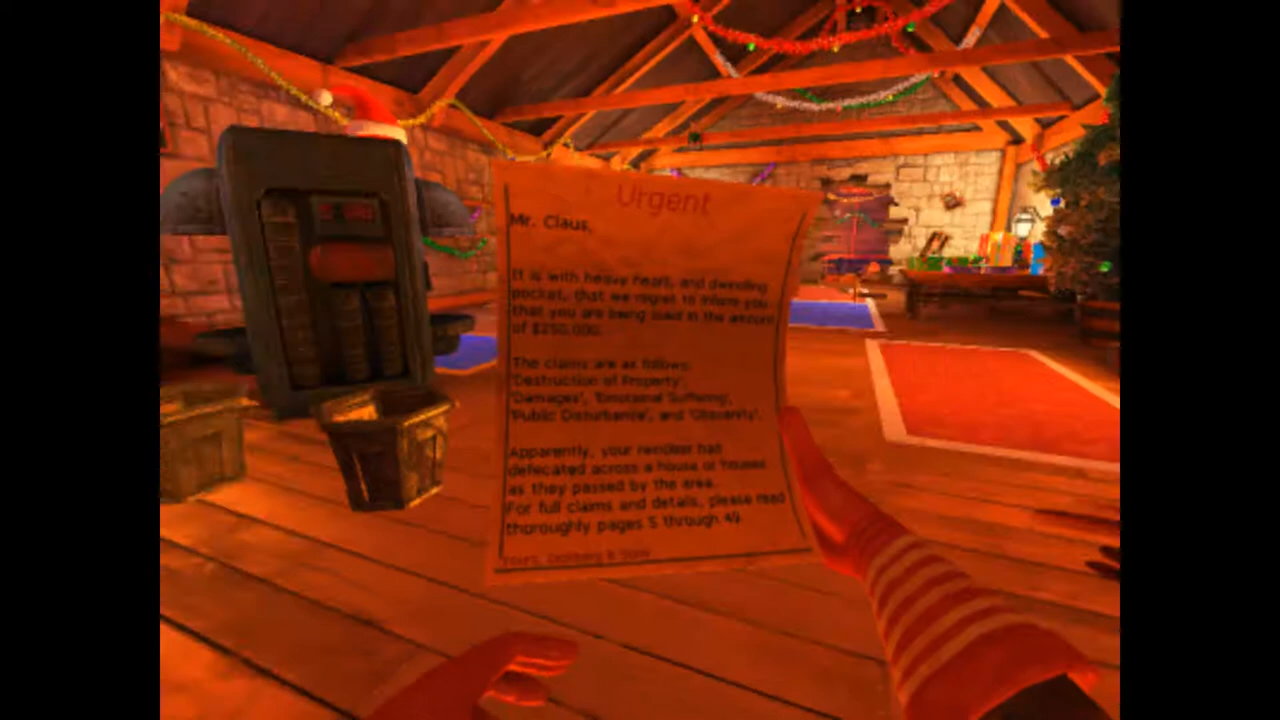 Urgent
Mr. Claus,
It is with heavy heart, and dwindling
pocket, that we regret to inform you
that you are being sued in the amount
of $250,000.
The claims are as follows:
'Destruction of Property',
'Damages', 'Emotional Suffering',
'Public Disturbance', and 'Obscenity'.
Apparently, your reindeer had
defecated across a house of houses
as they passed by the area.
For full claims and details, please read
thoroughly pages 5 through 49
Yours,